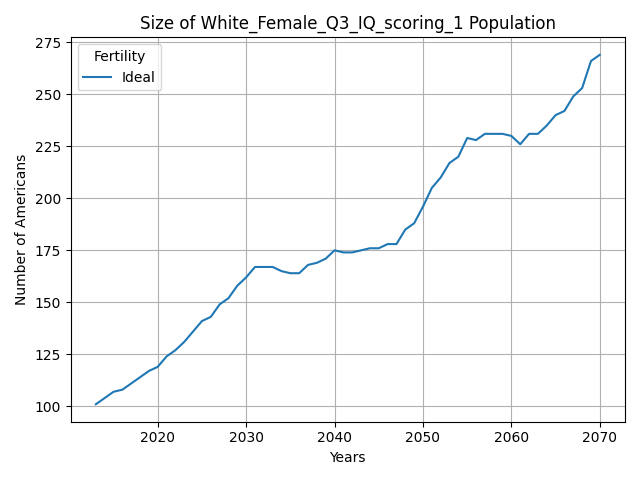 Size of White_Female_Q3_IQ_scoring_1 Population
Fertility
Ideal
Number of Americans
275
250
225
200
175
150
125
100
2020 2030 2040 2050 2060 2070
Years